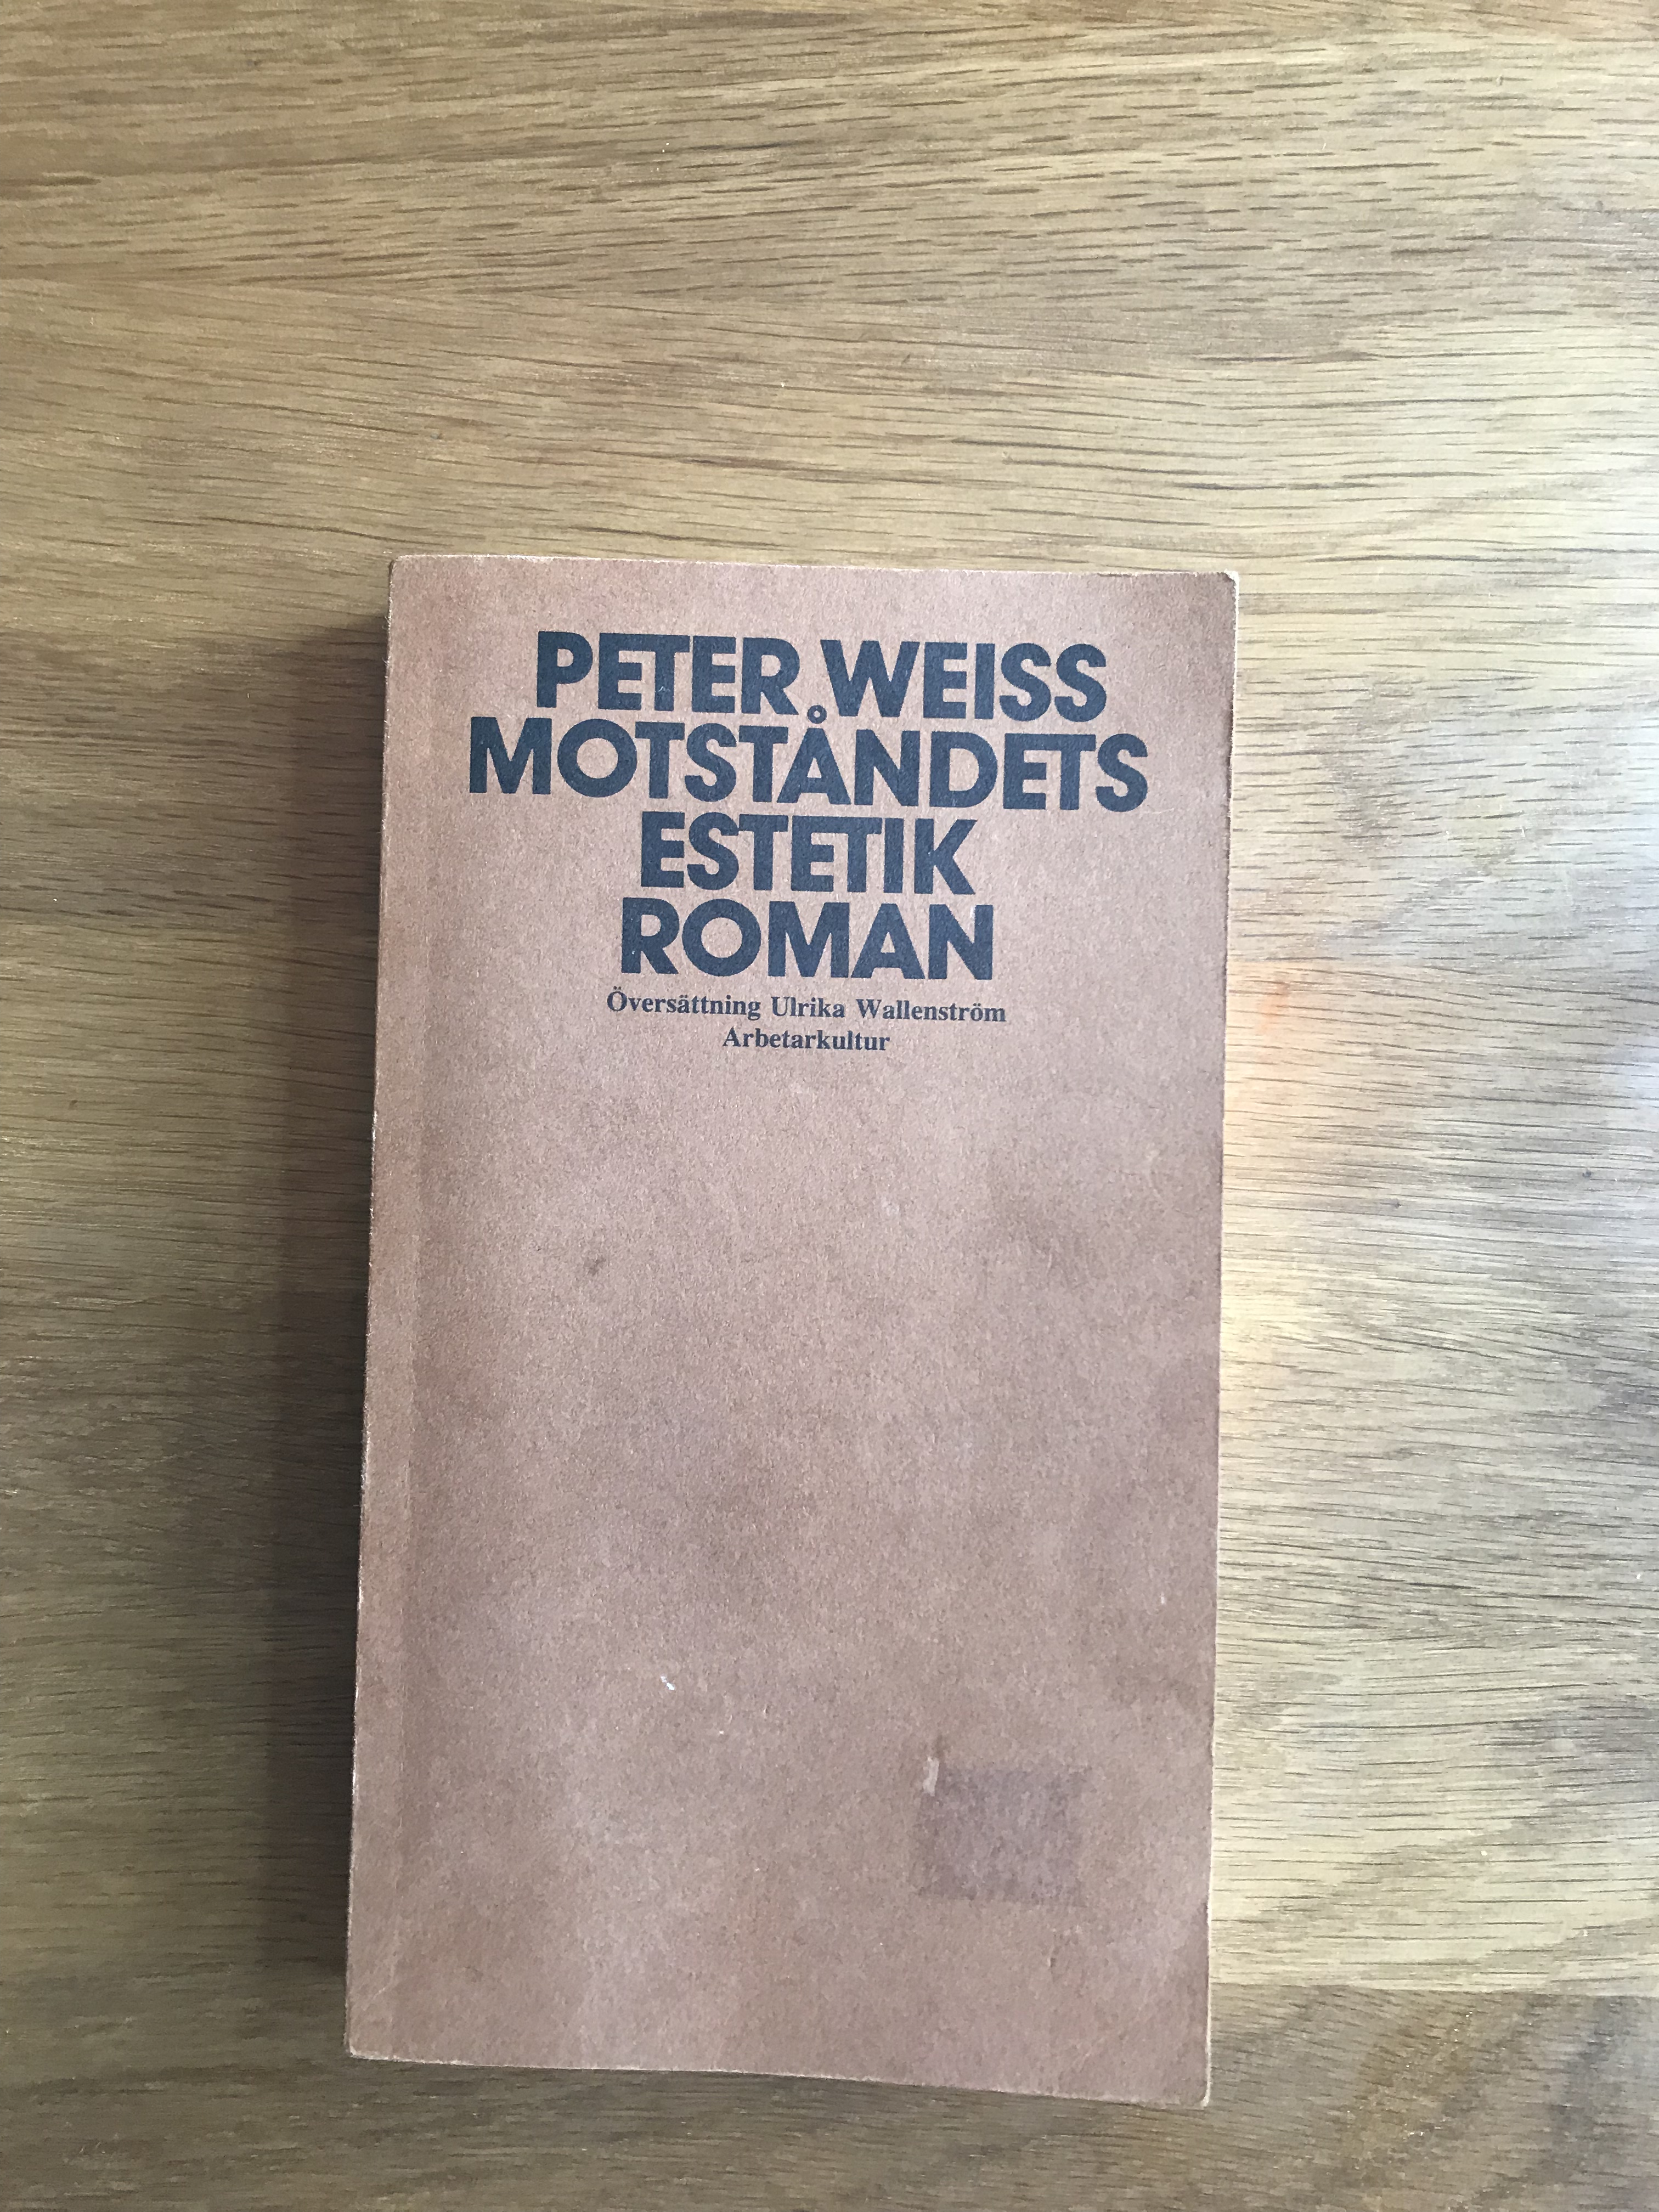 PETER WEISS
MOTSTÅNDETS
ESTETIK
ROMAN
Översättning Ulrika Wallenström
Arbetarkultur